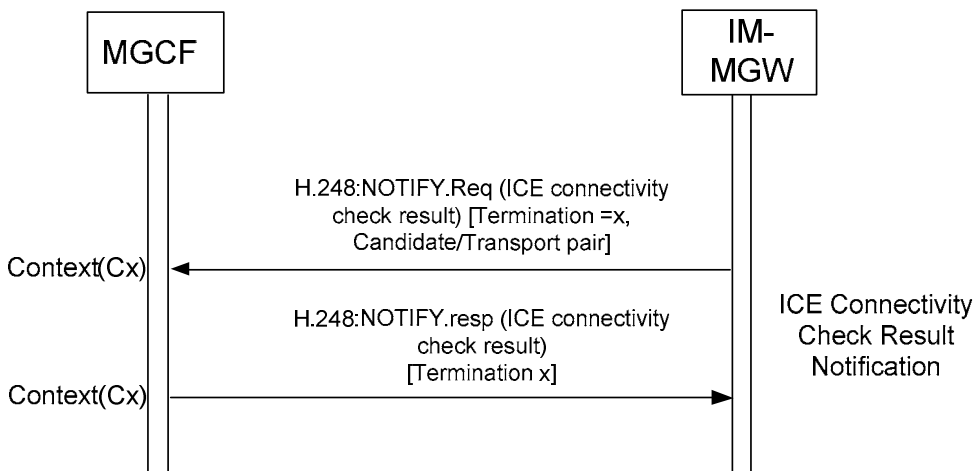 MGCF
IM-
MGW
H.248:NOTIFY.Req (ICE connectivity
check result) [Termination =x,
Candidate/Transport pair]
Context(Cx)
H.248:NOTIFY.resp (ICE connectivity
check result)
[Termination x]
Context(Cx)
ICE Connectivity
Check Result
Notification